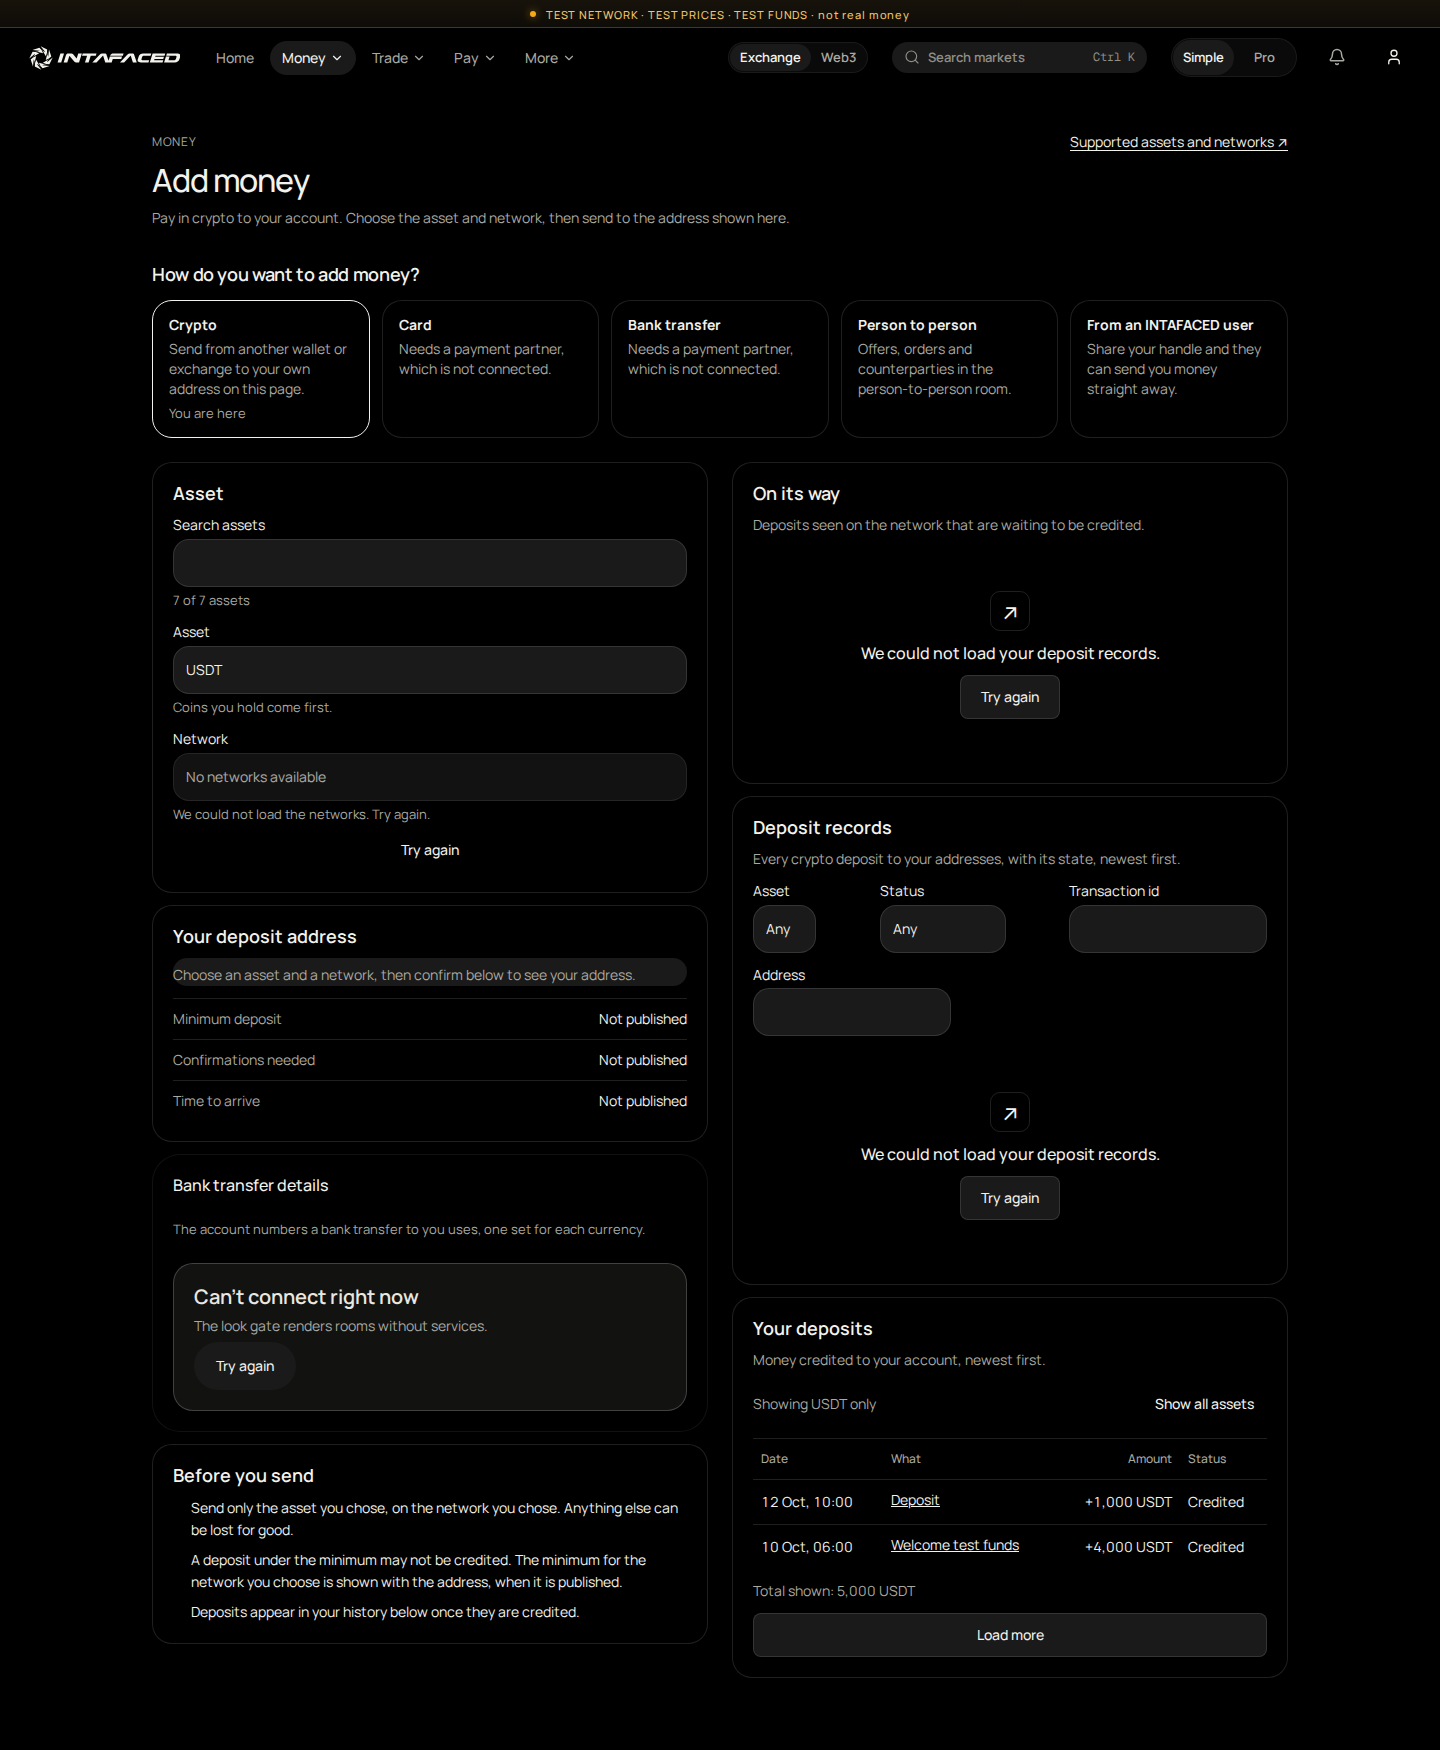 TEST NETWORK · TEST PRICES · TEST FUNDS · not real money
INTAFACED
Home
Money
Trade
Pay
More
Exchange
Web3
Search markets
Ctrl K
Simple
Pro
MONEY
Supported assets and networks ↗
Add money
Pay in crypto to your account. Choose the asset and network, then send to the address shown here.
How do you want to add money?
Crypto
Send from another wallet or
exchange to your own
address on this page.
You are here
Card
Needs a payment partner,
which is not connected.
Bank transfer
Needs a payment partner,
which is not connected.
Person to person
Offers, orders and
counterparties in the
person-to-person room.
From an INTAFACED user
Share your handle and they
can send you money
straight away.
Asset
Search assets
7 of 7 assets
Asset
USDT
Coins you hold come first.
Network
No networks available
We could not load the networks. Try again.
Try again
Your deposit address
Choose an asset and a network, then confirm below to see your address.
Minimum deposit
Not published
Confirmations needed
Not published
Time to arrive
Not published
Bank transfer details
The account numbers a bank transfer to you uses, one set for each currency.
Can't connect right now
The look gate renders rooms without services.
Try again
Before you send
Send only the asset you chose, on the network you chose. Anything else can
be lost for good.
A deposit under the minimum may not be credited. The minimum for the
network you choose is shown with the address, when it is published.
Deposits appear in your history below once they are credited.
On its way
Deposits seen on the network that are waiting to be credited.
We could not load your deposit records.
Try again
Deposit records
Every crypto deposit to your addresses, with its state, newest first.
Asset
Status
Transaction id
Any
Any
Address
We could not load your deposit records.
Try again
Your deposits
Money credited to your account, newest first.
Showing USDT only
Show all assets
Date
What
Amount
Status
12 Oct, 10:00
Deposit
+1,000 USDT
Credited
10 Oct, 06:00
Welcome test funds
+4,000 USDT
Credited
Total shown: 5,000 USDT
Load more